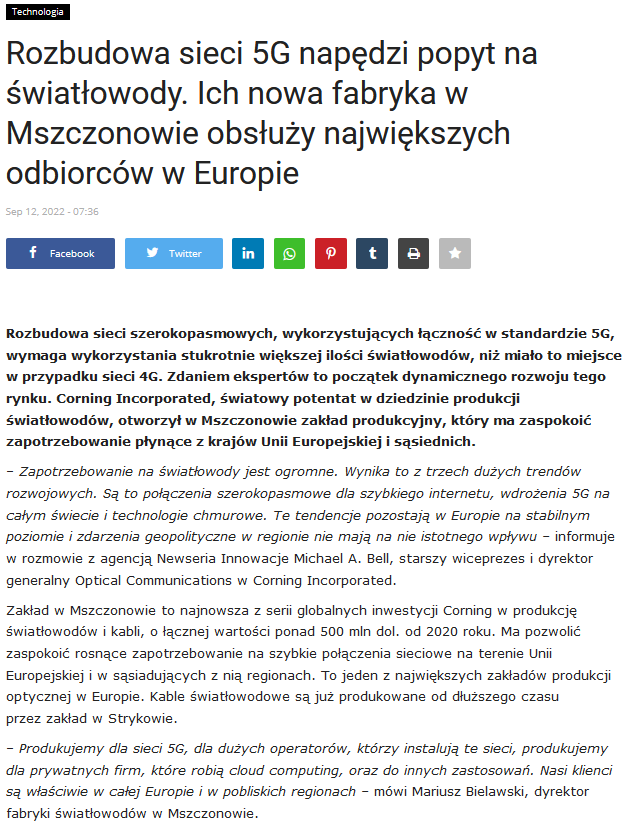 Technologia
Rozbudowa sieci 5G napędzi popyt na
światłowody. Ich nowa fabryka w
Mszczonowie obsłuży największych
odbiorców w Europie
Sep 12, 2022 - 07:36
Facebook Twitter
Rozbudowa sieci szerokopasmowych, wykorzystujących łączność w standardzie 5G,
wymaga wykorzystania stukrotnie większej ilości światłowodów, niż miało to miejsce
w przypadku sieci 4G. Zdaniem ekspertów to początek dynamicznego rozwoju tego
rynku. Corning Incorporated, światowy potentat w dziedzinie produkcji
światłowodów, otworzył w Mszczonowie zakład produkcyjny, który ma zaspokoić
zapotrzebowanie płynące z krajów Unii Europejskiej i sąsiednich.
– Zapotrzebowanie na światłowody jest ogromne. Wynika to z trzech dużych trendów
rozwojowych. Są to połączenia szerokopasmowe dla szybkiego internetu, wdrożenia 5G na
całym świecie i technologie chmurowe. Te tendencje pozostają w Europie na stabilnym
poziomie i zdarzenia geopolityczne w regionie nie mają na nie istotnego wpływu – informuje
w rozmowie z agencją Newseria Innowacje Michael A. Bell, starszy wiceprezes i dyrektor
generalny Optical Communications w Corning Incorporated.
Zakład w Mszczonowie to najnowsza z serii globalnych inwestycji Corning w produkcję
światłowodów i kabli, o łącznej wartości ponad 500 mln dol. od 2020 roku. Ma pozwolić
zaspokoić rosnące zapotrzebowanie na szybkie połączenia sieciowe na terenie Unii
Europejskiej i w sąsiadujących z nią regionach. To jeden z największych zakładów produkcji
optycznej w Europie. Kable światłowodowe są już produkowane od dłuższego czasu
przez zakład w Strykowie.
– Produkujemy dla sieci 5G, dla dużych operatorów, którzy instalują te sieci, produkujemy
dla prywatnych firm, które robią cloud computing, oraz do innych zastosowań. Nasi klienci
są właściwie w całej Europie i w pobliskich regionach – mówi Mariusz Bielawski, dyrektor
fabryki światłowodów w Mszczonowie.